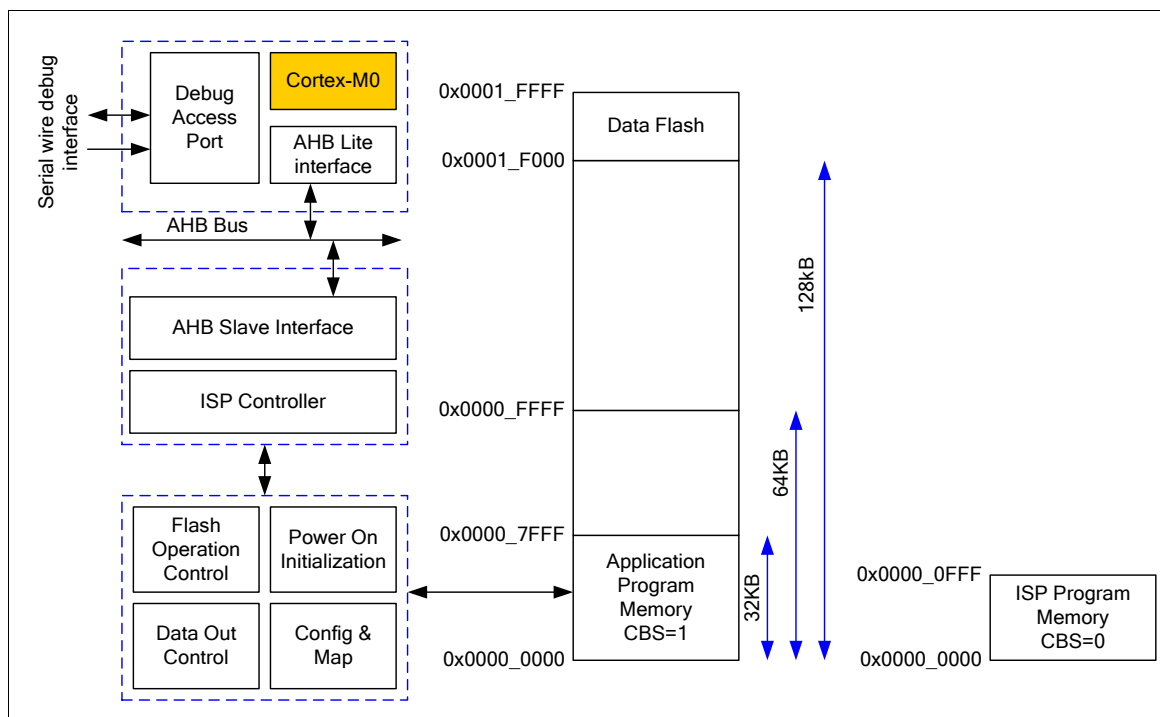 Serial wire debug
interface
Debug
Access
Port
Cortex-M0
AHB Lite
interface
AHB Bus
AHB Slave Interface
ISP Controller
Flash
Operation
Control
Power On
Initialization
Data Out
Control
Config &
Map
0x0001_FFFF
Data Flash
0x0001_F000
0x0000_FFFF
0x0000_7FFF
Application
Program
Memory
CBS=1
0x0000_0000
32KB
64KB
128kB
0x0000_0FFF
ISP Program
Memory
CBS=0
0x0000_0000